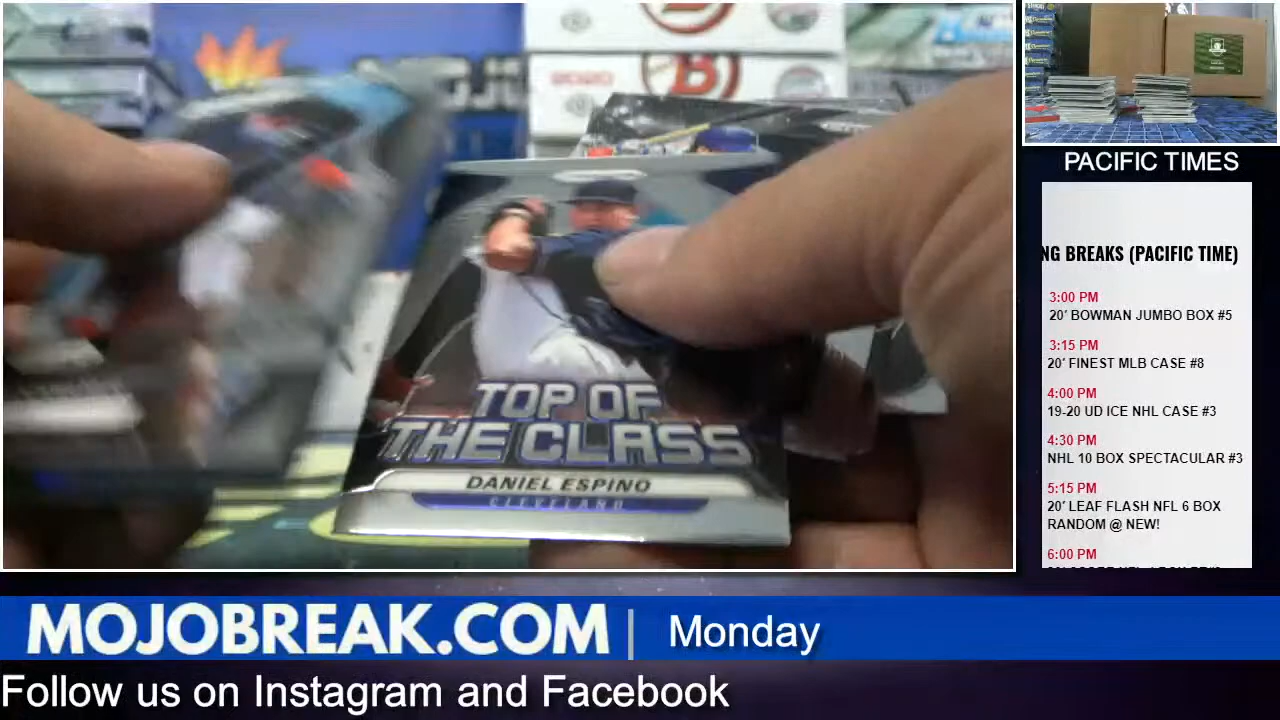 TOP OF
THE CLASS
DANIEL ESPINO
CLEVELAND
2020
B
PACIFIC TIMES
NG BREAKS (PACIFIC TIME)
3:00 PM
20' BOWMAN JUMBO BOX #5
3:15 PM
20' FINEST MLB CASE #8
4:00 PM
19-20 UD ICE NHL CASE #3
4:30 PM
NHL 10 BOX SPECTACULAR #3
5:15 PM
20' LEAF FLASH NFL 6 BOX
RANDOM @ NEW!
6:00 PM
MOJOBREAK.COM | Monday
Follow us on Instagram and Facebook